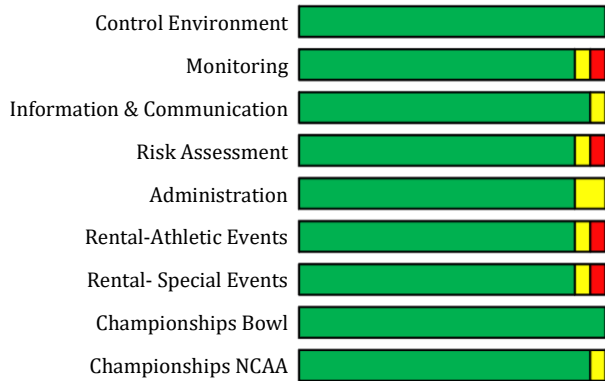 Control Environment
Monitoring
Information & Communication
Risk Assessment
Administration
Rental-Athletic Events
Rental- Special Events
Championships Bowl
Championships NCAA